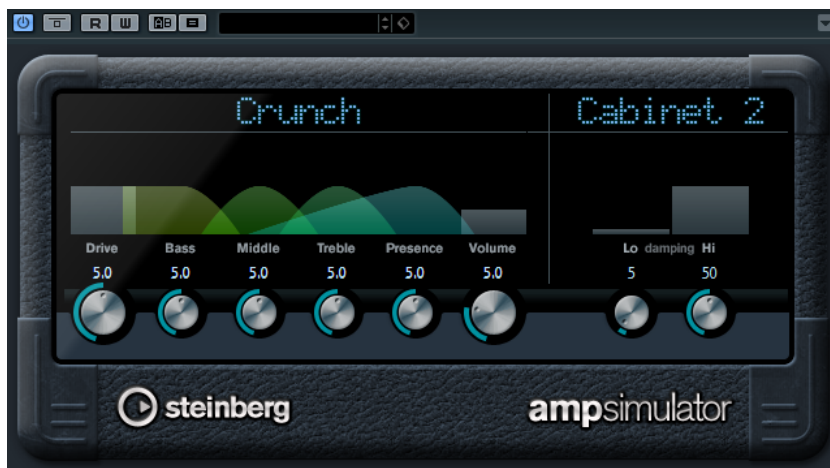 R W AB
Crunch Cabinet 2
Drive Bass Middle Treble Presence Volume Lo damping Hi
5.0 5.0 5.0 5.0 5.0 5.0 5 50
steinberg ampsimulator